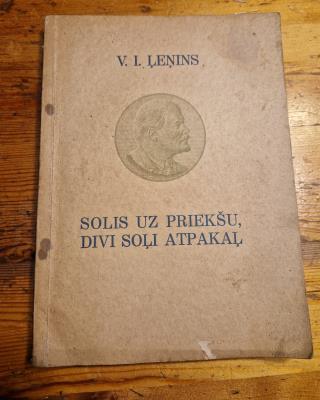 V. I. ĻEŅINS
SOLIS UZ PRIEKŠU,
DIVI SOĻI ATPAKAĻ